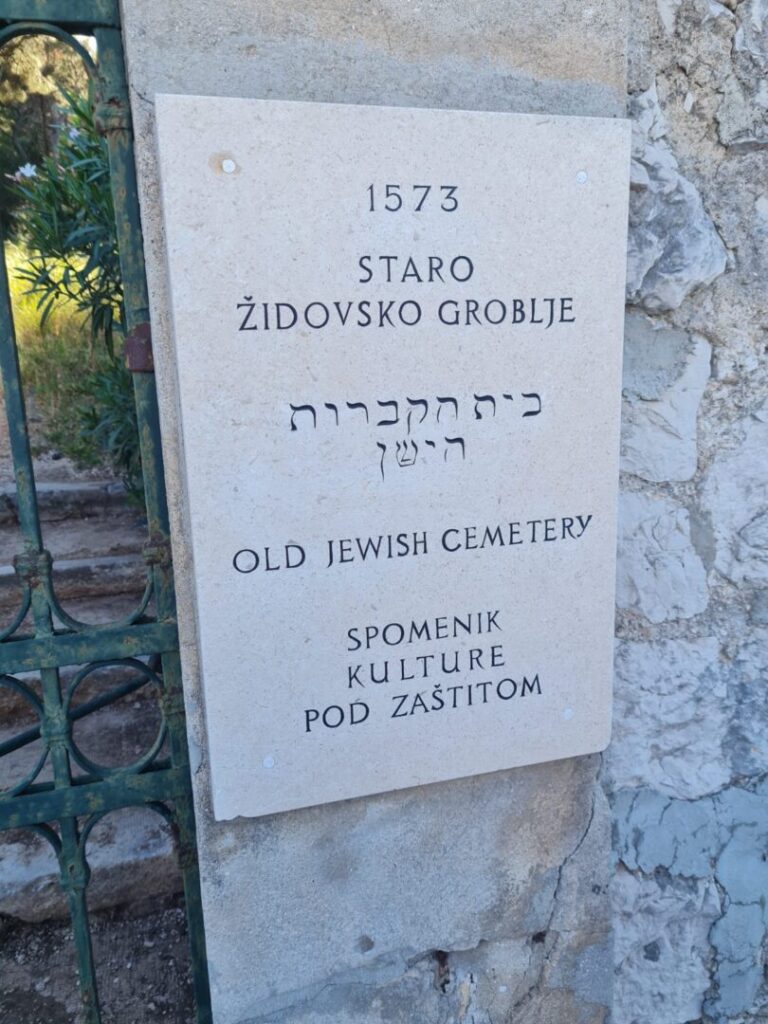 1573
STARO
ŽIDOVSKO GROBLJE
בית הקברות
הישן
OLD JEWISH CEMETERY
SPOMENIK
KULTURE
POD ZAŠTITOM